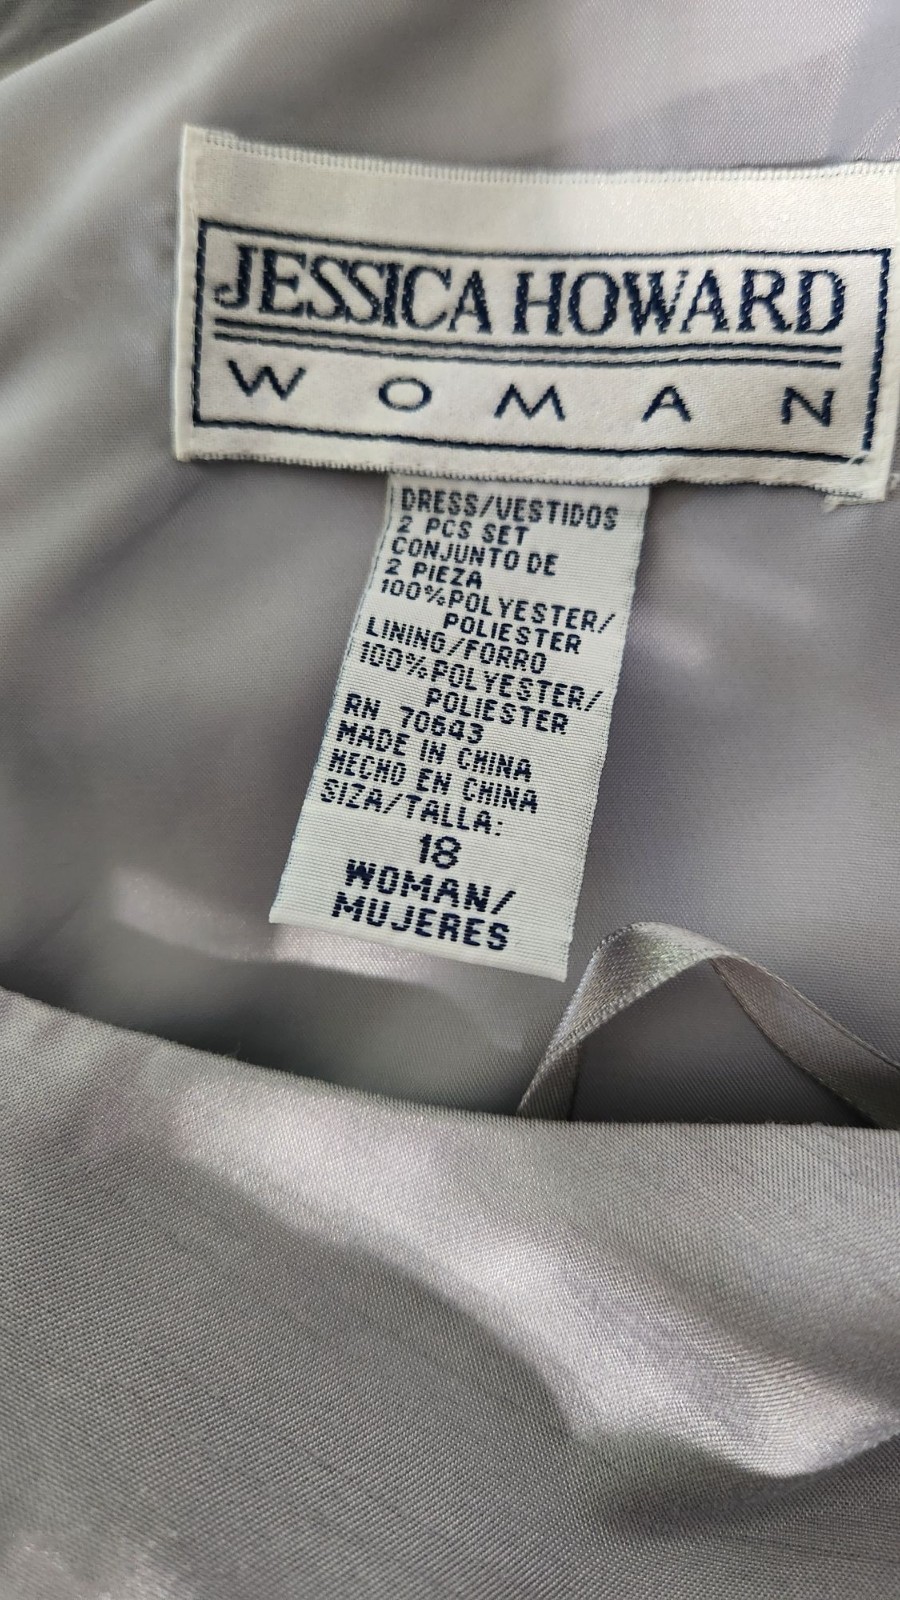 JESSICA HOWARD
WOMAN
DRESS/VESTIDOS
2 PCS SET
CONJUNTO DE
2 PIEZA
100%POLYESTER/
POLIESTER
LINING/FORRO
100%POLYESTER/
POLIESTER
RN 70693
MADE IN CHINA
HECHO EN CHINA
SIZA/TALLA:
18
WOMAN/
MUJERES